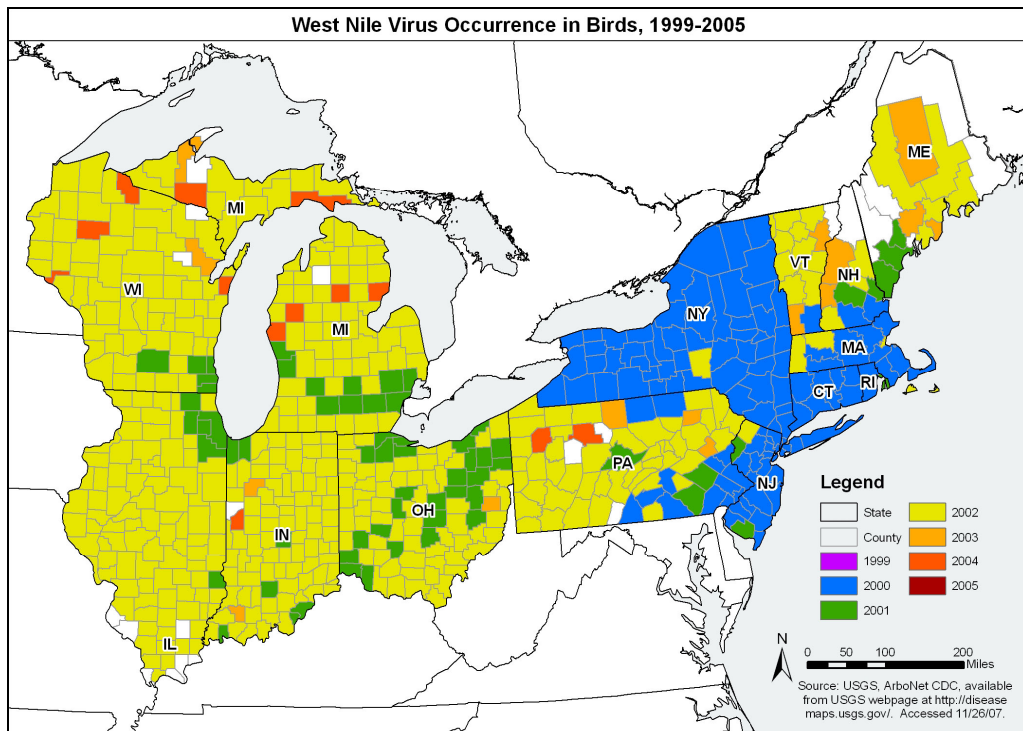 West Nile Virus Occurrence in Birds, 1999-2005
ME
MI
VT
NH
WI
NY
MI
MA
CT
RI
PA
NJ
OH
IN
IL
Legend
State
County
1999
2000
2001
2002
2003
2004
2005
N
0 50 100 200
Miles
Source: USGS, ArboNet CDC, available
from USGS webpage at http://disease
maps.usgs.gov/. Accessed 11/26/07.